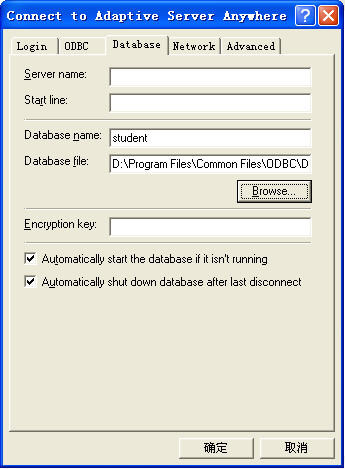 Connect to Adaptive Server Anywhere
Login ODBC Database Network Advanced
Server name:
Start line:
Database name: student
Database file: D:\Program Files\Common Files\ODBC\D
Browse...
Encryption key:
Automatically start the database if it isn't running
Automatically shut down database after last disconnect
确定 取消